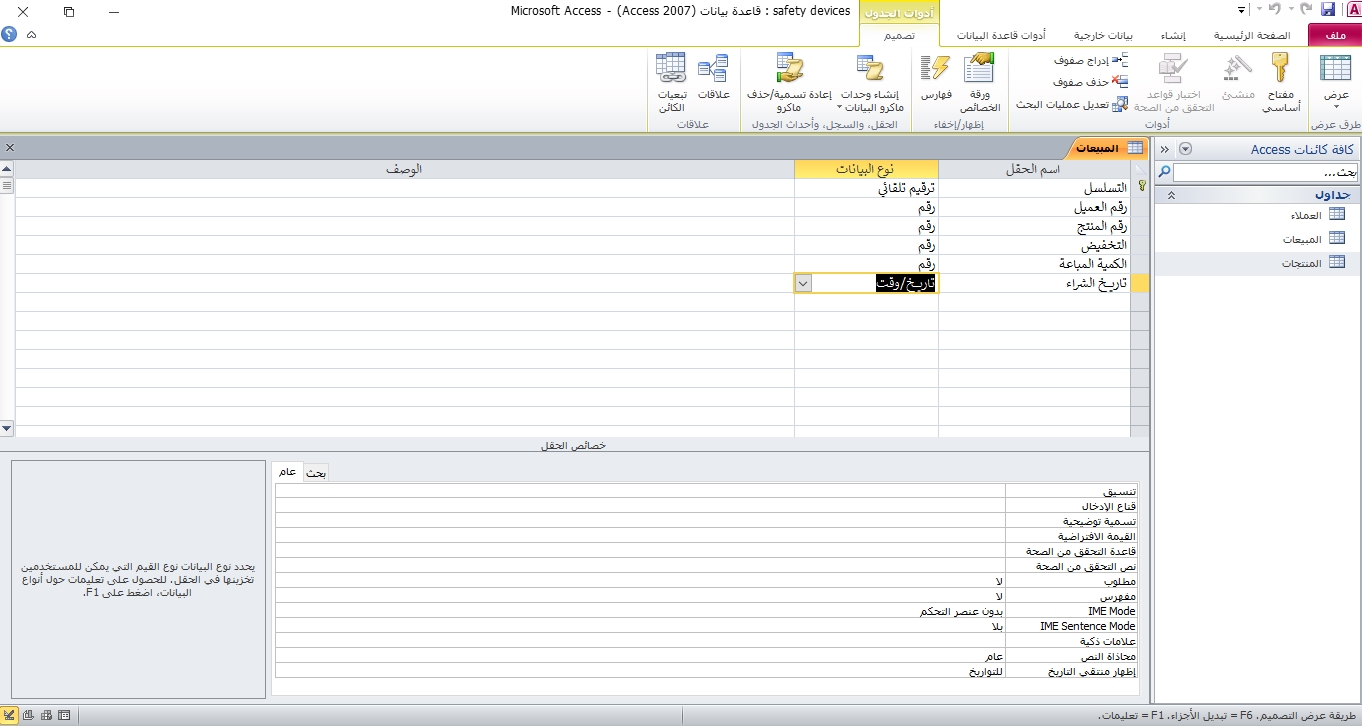 safety devices : قاعدة بيانات (Access 2007) - Microsoft Access
أدوات الجدول
ملف
الصفحة الرئيسية
إنشاء
بيانات خارجية
أدوات قاعدة البيانات
تصميم
عرض
طرق عرض
مفتاح أساسي
منشئ
اختبار قواعد التحقق من الصحة
إدراج صفوف
حذف صفوف
تعديل عمليات البحث
أدوات
ورقة الخصائص
فهارس
إظهار/إخفاء
إنشاء وحدات ماكرو البيانات
إعادة تسمية/حذف ماكرو
الحقل، والسجل، وأحداث الجدول
علاقات
تبعيات الكائن
علاقات
كافة كائنات Access
بحث...
جداول
العملاء
المبيعات
المنتجات
المبيعات
اسم الحقل نوع البيانات الوصف
التسلسل ترقيم تلقائي
رقم العميل رقم
رقم المنتج رقم
التخفيض رقم
الكمية المباعة رقم
تاريخ الشراء تاريخ/وقت
خصائص الحقل
عام بحث
تنسيق
قناع الإدخال
تسمية توضيحية
القيمة الافتراضية
قاعدة التحقق من الصحة
نص التحقق من الصحة
مطلوب لا
مفهرس لا
IME Mode بدون عنصر التحكم
IME Sentence Mode بلا
علامات ذكية
محاذاة النص عام
إظهار منتقي التاريخ للتواريخ
يحدد نوع البيانات نوع القيم التي يمكن للمستخدمين
تخزينها في الحقل. للحصول على تعليمات حول أنواع
البيانات، اضغط على F1.
طريقة عرض التصميم. F6 = تبديل الأجزاء. F1 = تعليمات.